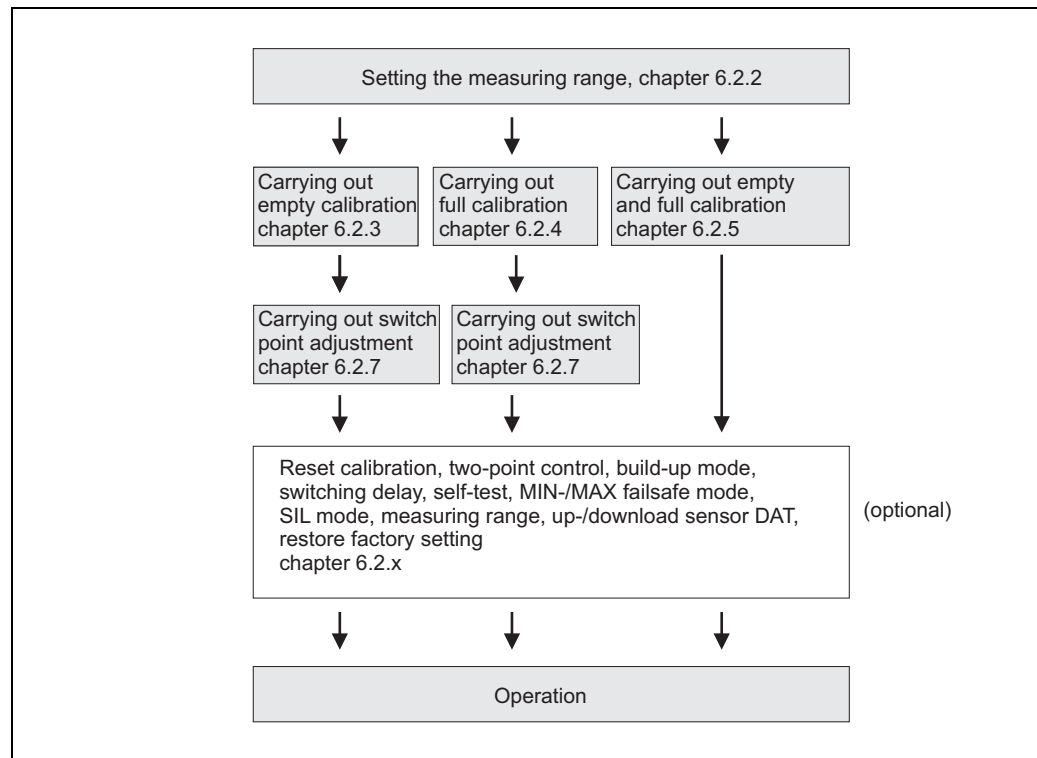 Setting the measuring range, chapter 6.2.2
Carrying out
empty calibration
chapter 6.2.3
Carrying out
full calibration
chapter 6.2.4
Carrying out empty
and full calibration
chapter 6.2.5
Carrying out switch
point adjustment
chapter 6.2.7
Carrying out switch
point adjustment
chapter 6.2.7
Reset calibration, two-point control, build-up mode,
switching delay, self-test, MIN-/MAX failsafe mode,
SIL mode, measuring range, up-/download sensor DAT,
restore factory setting
chapter 6.2.x
(optional)
Operation